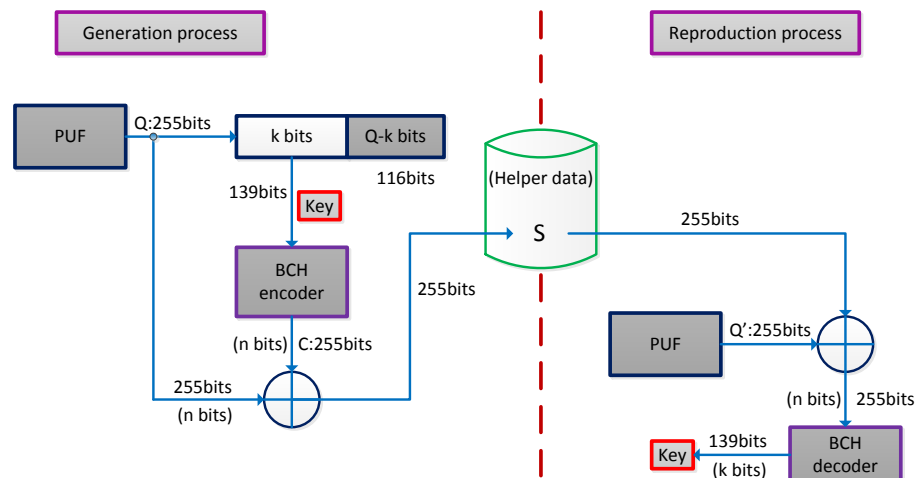 Generation process
Reproduction process
PUF
Q:255bits
k bits
Q-k bits
116bits
139bits
Key
(Helper data)
S
255bits
BCH
encoder
255bits
(n bits)
C:255bits
255bits
(n bits)
PUF
Q':255bits
(n bits)
255bits
Key
139bits
(k bits)
BCH
decoder